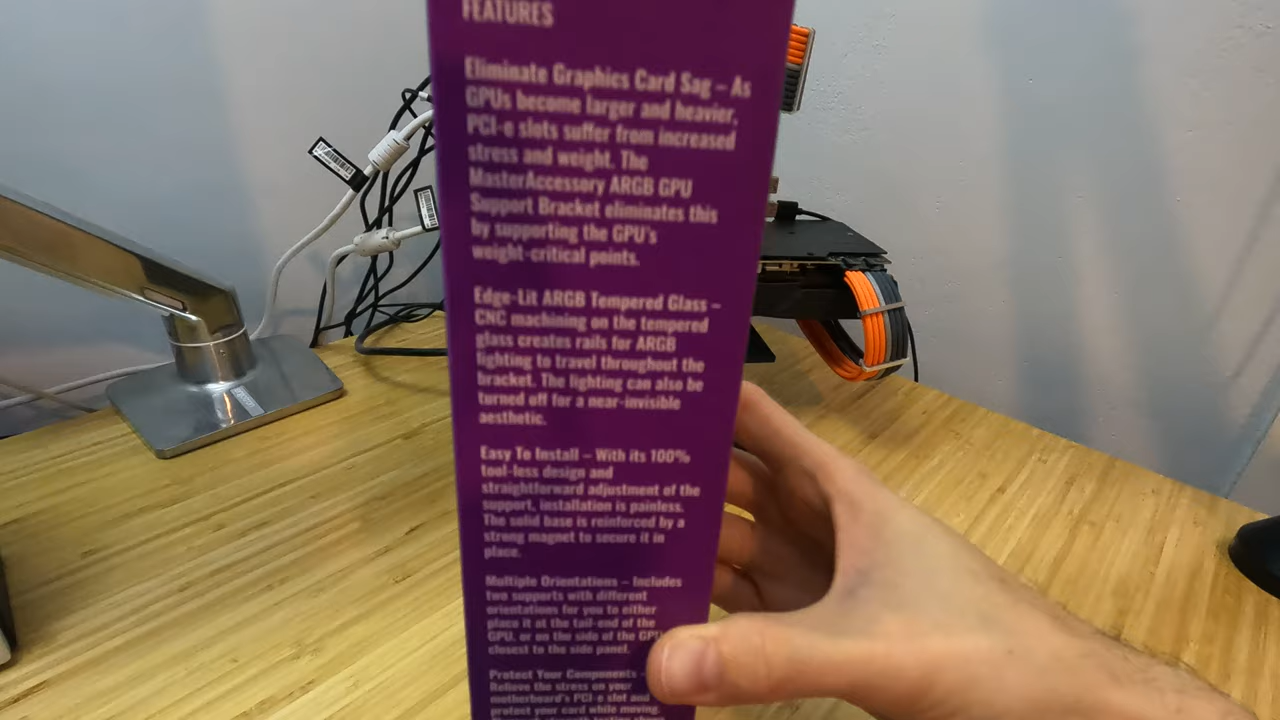 FEATURES
Eliminate Graphics Card Sag – As
GPUs become larger and heavier,
PCI-e slots suffer from increased
stress and weight. The
MasterAccessory ARGB GPU
Support Bracket eliminates this
by supporting the GPU's
weight-critical points.
Edge-Lit ARGB Tempered Glass –
CNC machining on the tempered
glass creates rails for ARGB
lighting to travel throughout the
bracket. The lighting can also be
turned off for a near-invisible
aesthetic.
Easy To Install – With its 100%
tool-less design and
straightforward adjustment of the
support, installation is painless.
The solid base is reinforced by a
strong magnet to secure it in
place.
Multiple Orientations – Includes
two supports with different
orientations for you to either
place it at the tail-end of the
GPU, or on the side of the GPU
closest to the side panel.
Protect Your Components –
Relieve the stress on your
motherboard's PCI-e slot and
protect your card while moving.